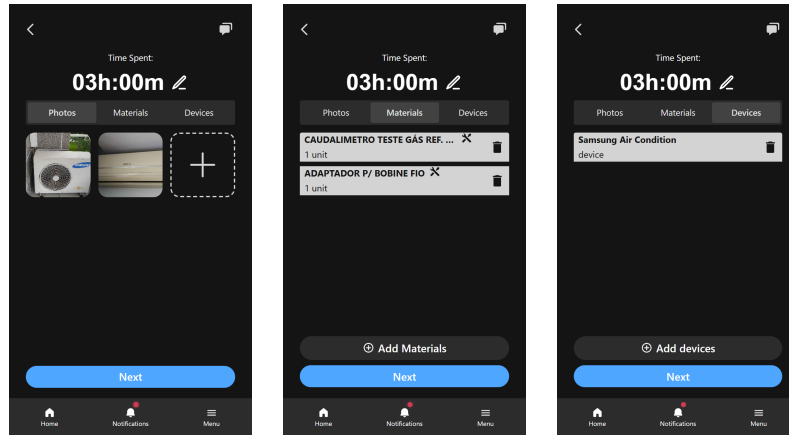 Time Spent:
03h:00m
Photos Materials Devices
Next
Home Notifications Menu
Time Spent:
03h:00m
Photos Materials Devices
CAUDALIMETRO TESTE GÁS REF. ...
1 unit
ADAPTADOR P/ BOBINE FIO
1 unit
Add Materials
Next
Home Notifications Menu
Time Spent:
03h:00m
Photos Materials Devices
Samsung Air Condition
device
Add devices
Next
Home Notifications Menu